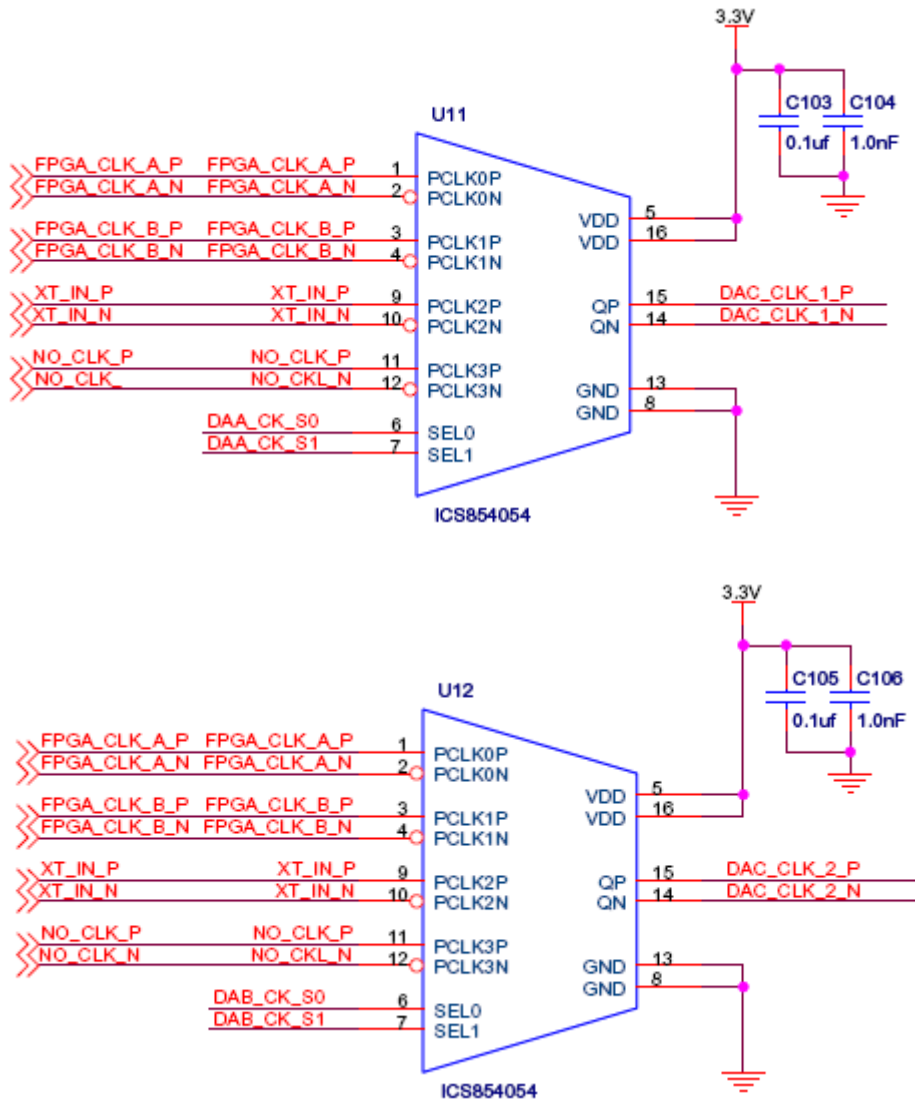 3.3V
C103 C104
0.1uf 1.0nF
U11
FPGA_CLK_A_P FPGA_CLK_A_P 1 PCLK0P
FPGA_CLK_A_N FPGA_CLK_A_N 2 PCLK0N
5 VDD
FPGA_CLK_B_P FPGA_CLK_B_P 3 PCLK1P
16 VDD
FPGA_CLK_B_N FPGA_CLK_B_N 4 PCLK1N
XT_IN_P XT_IN_P 9 PCLK2P QP 15 DAC_CLK_1_P
XT_IN_N XT_IN_N 10 PCLK2N QN 14 DAC_CLK_1_N
NO_CLK_P NO_CLK_P 11 PCLK3P
NO_CLK_ NO_CKL_N 12 PCLK3N GND 13
GND 8
DAA_CK_S0 6 SEL0
DAA_CK_S1 7 SEL1
ICS854054
3.3V
C105 C106
0.1uf 1.0nF
U12
FPGA_CLK_A_P FPGA_CLK_A_P 1 PCLK0P
FPGA_CLK_A_N FPGA_CLK_A_N 2 PCLK0N
VDD 5
FPGA_CLK_B_P FPGA_CLK_B_P 3 PCLK1P
VDD 16
FPGA_CLK_B_N FPGA_CLK_B_N 4 PCLK1N
XT_IN_P XT_IN_P 9 PCLK2P QP 15 DAC_CLK_2_P
XT_IN_N XT_IN_N 10 PCLK2N QN 14 DAC_CLK_2_N
NO_CLK_P NO_CLK_P 11 PCLK3P
NO_CLK_N NO_CKL_N 12 PCLK3N GND 13
GND 8
DAB_CK_S0 6 SEL0
DAB_CK_S1 7 SEL1
ICS854054